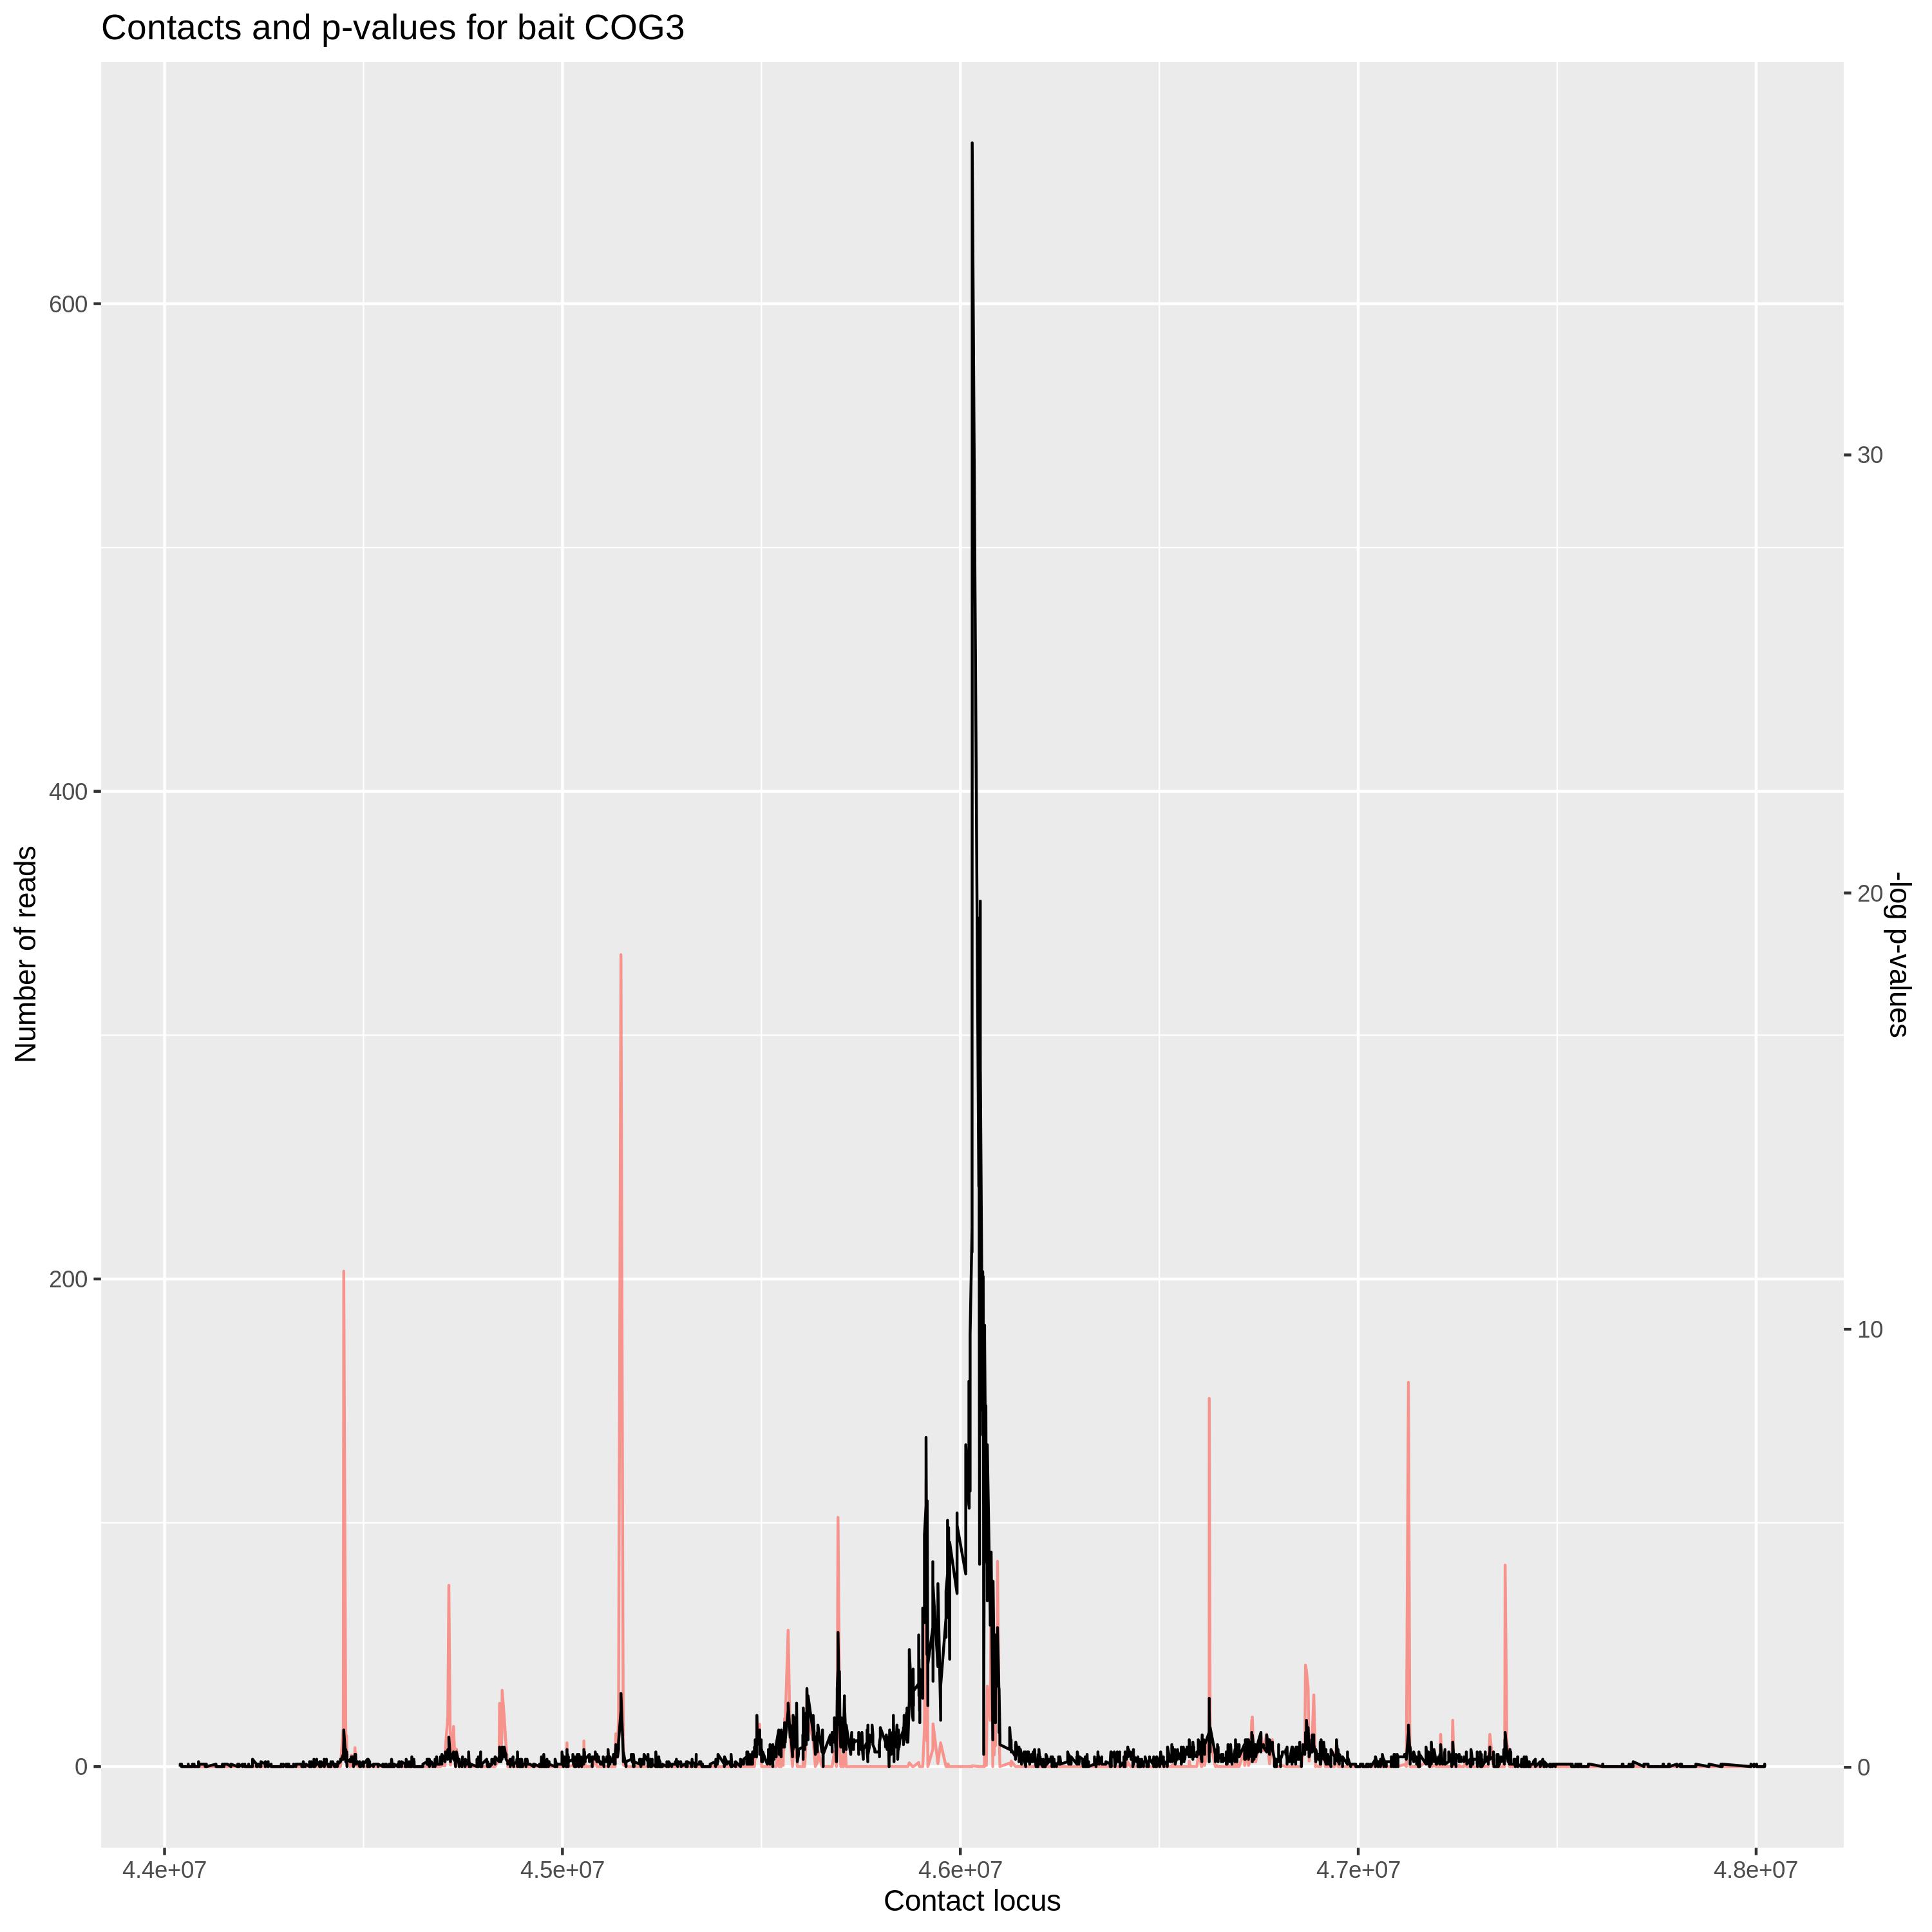 Contacts and p-values for bait COG3
600
400
200
0
Number of reads
30
20
10
0
-log p-values
4.4e+07
4.5e+07
4.6e+07
4.7e+07
4.8e+07
Contact locus